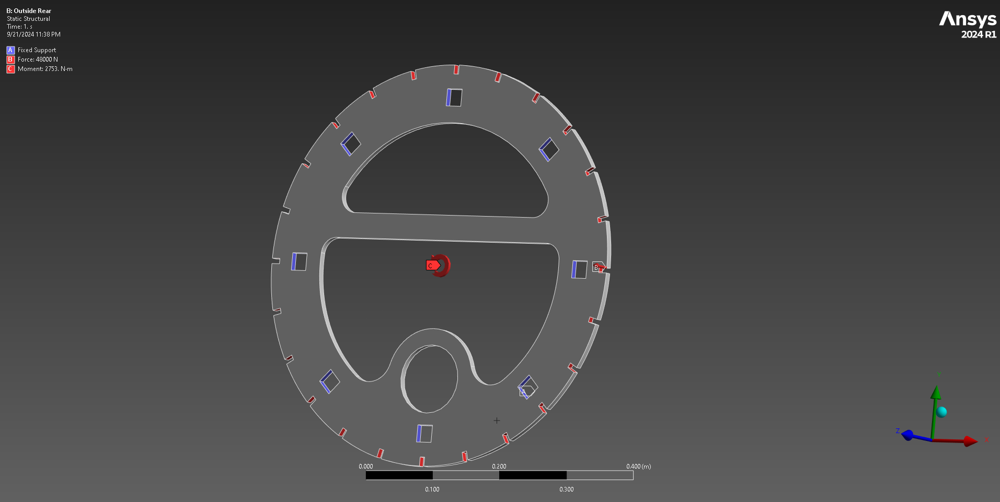 B: Outside Rear
Static Structural
Time: 1. s
9/21/2024 11:38 PM
A Fixed Support
B Force: 48000 N
C Moment: 2753. N·m
Ansys
2024 R1
C
B
A
Y
Z
X
0.000 0.200 0.400 (m)
0.100 0.300